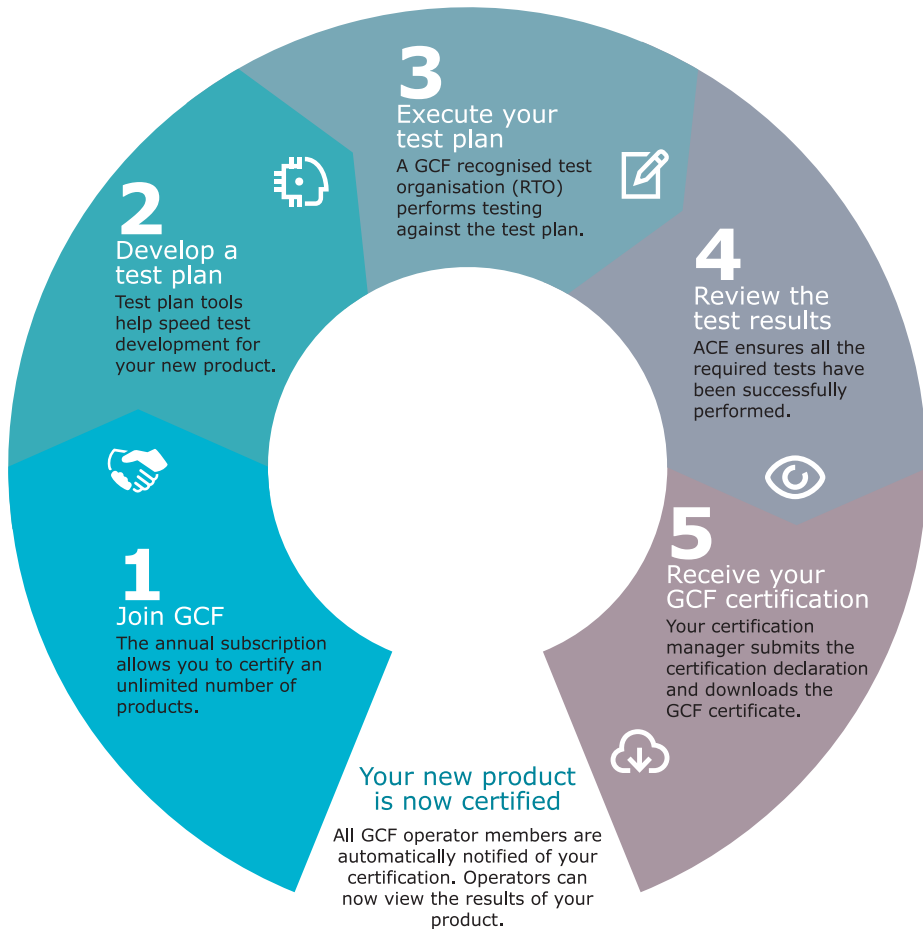 1
Join GCF
The annual subscription
allows you to certify an
unlimited number of
products.
2
Develop a
test plan
Test plan tools
help speed test
development for
your new product.
3
Execute your
test plan
A GCF recognised test
organisation (RTO)
performs testing
against the test plan.
4
Review the
test results
ACE ensures all the
required tests have
been successfully
performed.
5
Receive your
GCF certification
Your certification
manager submits the
certification declaration
and downloads the
GCF certificate.
Your new product
is now certified
All GCF operator members are
automatically notified of your
certification. Operators can
now view the results of your
product.